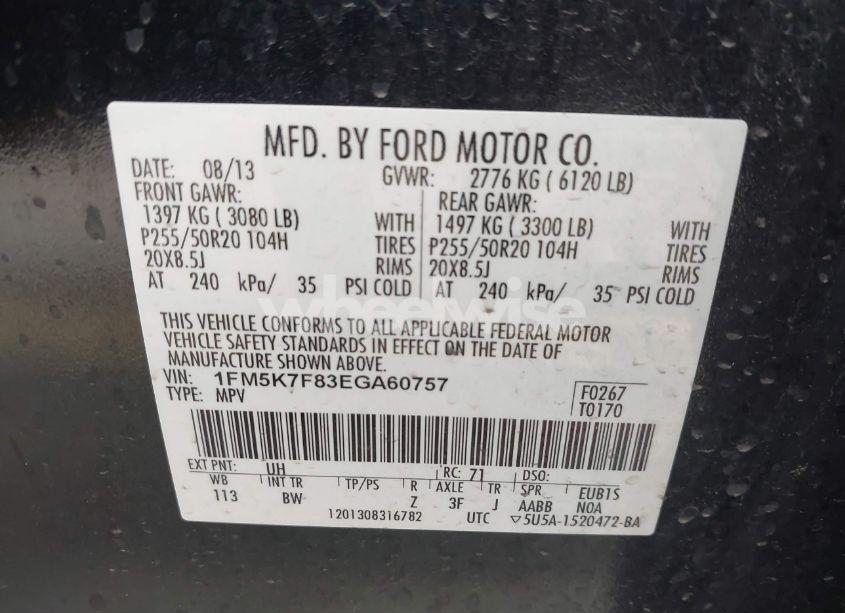 MFD. BY FORD MOTOR CO.
DATE: 08/13 GVWR: 2776 KG ( 6120 LB)
FRONT GAWR: REAR GAWR:
1397 KG ( 3080 LB) WITH 1497 KG ( 3300 LB) WITH
P255/50R20 104H TIRES P255/50R20 104H TIRES
20X8.5J RIMS 20X8.5J RIMS
AT 240 kPa/ 35 PSI COLD AT 240 kPa/ 35 PSI COLD
wheelwise
THIS VEHICLE CONFORMS TO ALL APPLICABLE FEDERAL MOTOR
VEHICLE SAFETY STANDARDS IN EFFECT ON THE DATE OF
MANUFACTURE SHOWN ABOVE.
VIN: 1FM5K7F83EGA60757 F0267
TYPE: MPV T0170
EXT PNT: UH RC: 71 DSO:
WB INT TR TP/PS R AXLE TR SPR EUB1S
113 BW Z 3F J AABB NOA
1201308316782 UTC ▽5U5A-1520472-BA